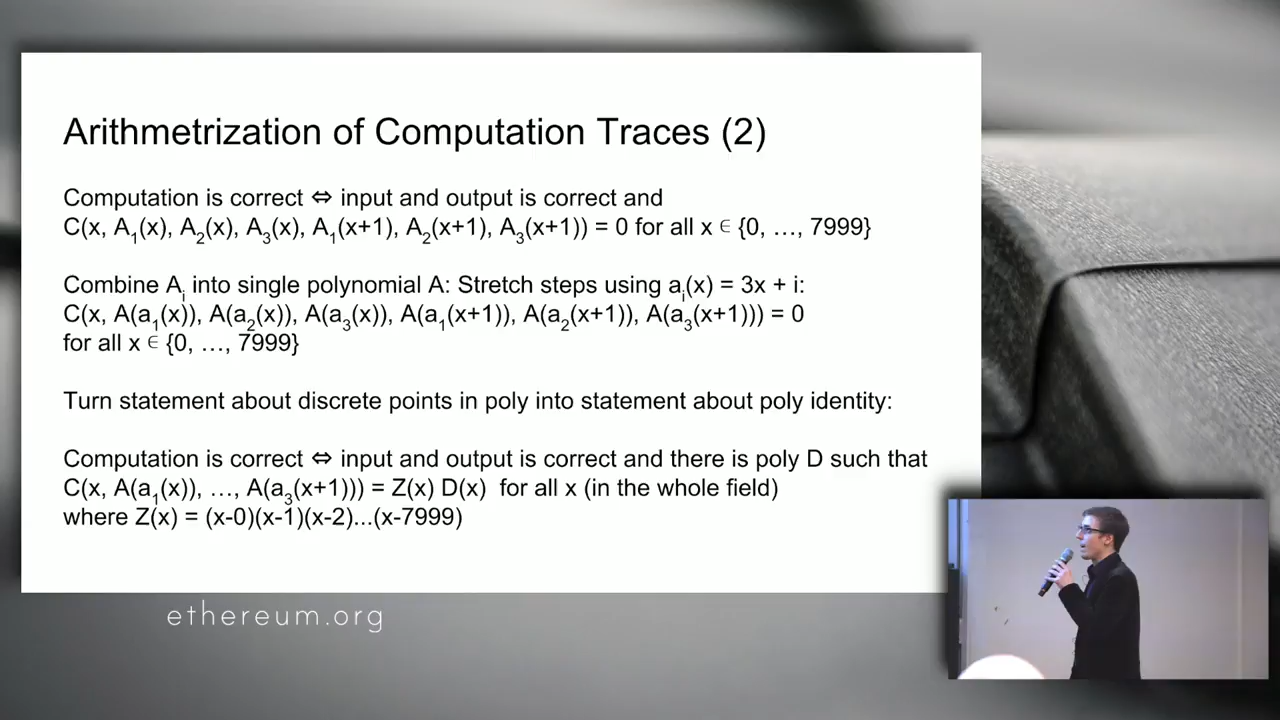 Arithmetrization of Computation Traces (2)
Computation is correct ⇔ input and output is correct and
C(x, A₁(x), A₂(x), A₃(x), A₁(x+1), A₂(x+1), A₃(x+1)) = 0 for all x ∈ {0, …, 7999}
Combine Aᵢ into single polynomial A: Stretch steps using aᵢ(x) = 3x + i:
C(x, A(a₁(x)), A(a₂(x)), A(a₃(x)), A(a₁(x+1)), A(a₂(x+1)), A(a₃(x+1))) = 0
for all x ∈ {0, …, 7999}
Turn statement about discrete points in poly into statement about poly identity:
Computation is correct ⇔ input and output is correct and there is poly D such that
C(x, A(a₁(x)), …, A(a₃(x+1))) = Z(x) D(x) for all x (in the whole field)
where Z(x) = (x-0)(x-1)(x-2)...(x-7999)
ethereum.org